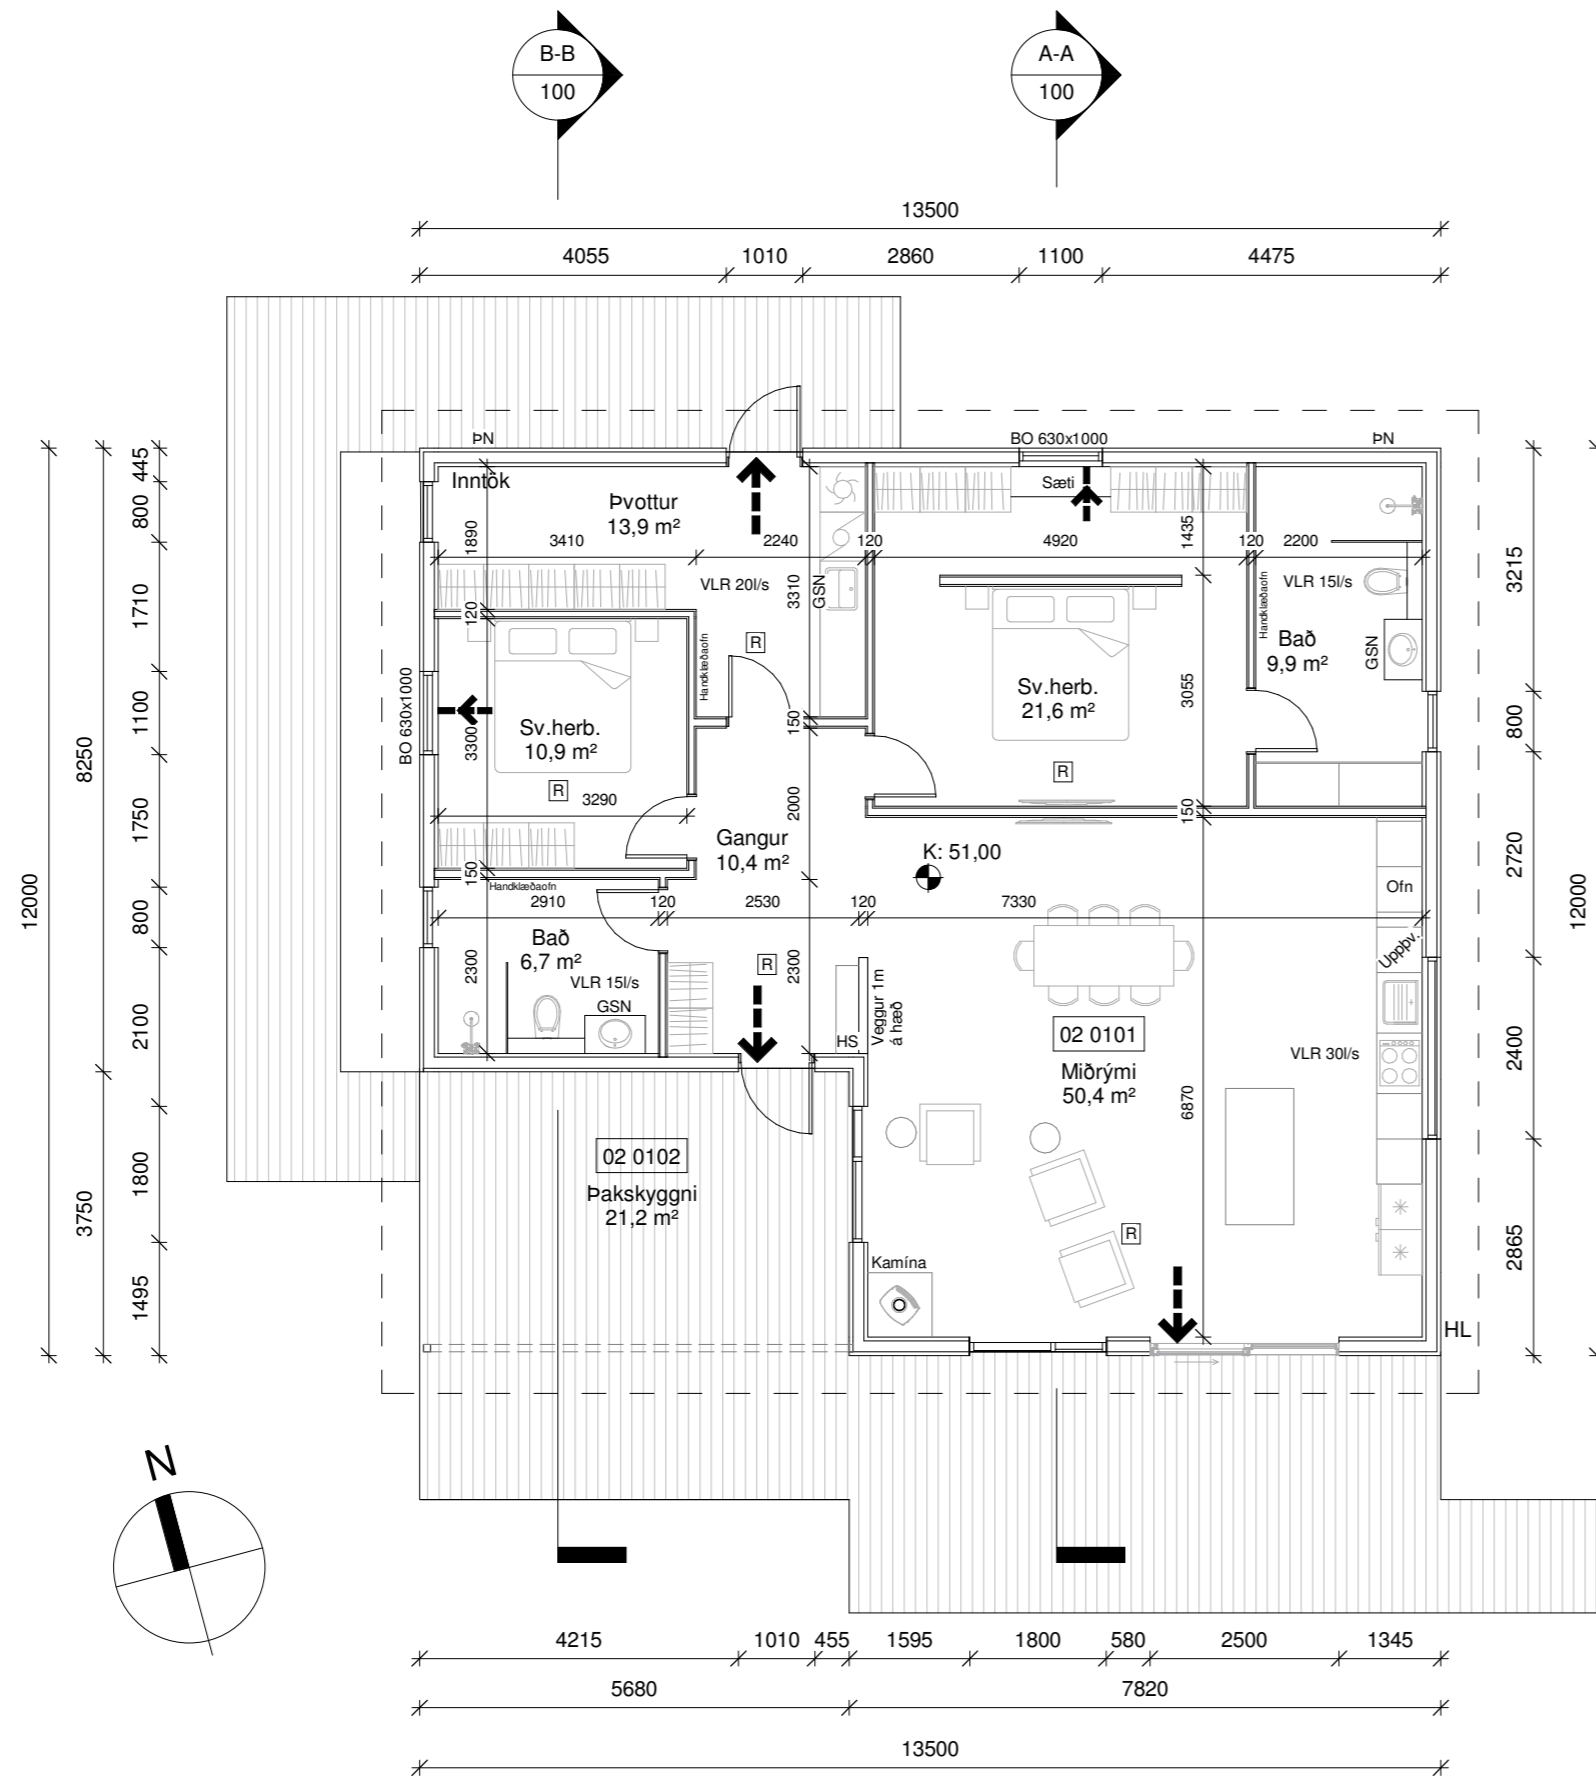 B-B
100
A-A
100
13500
4055
1010
2860
1100
4475
ÞN
BO 630x1000
ÞN
Inntök
Þvottur
13,9 m²
Sæti
1890
3410
2240
120
4920
1435
120
2200
VLR 20l/s
3310
GSN
VLR 15l/s
Handklæðaofn
Bað
9,9 m²
GSN
120
Handklæðaofn
R
Sv.herb.
21,6 m²
3055
BO 630x1000
Sv.herb.
10,9 m²
3300
150
R
R
3290
2000
150
Gangur
10,4 m²
K: 51,00
150
Handklæðaofn
Ofn
2910
120
2530
120
7330
Bað
6,7 m²
2300
VLR 15l/s
GSN
R
2300
HS
Veggur 1m
á hæð
Uppþv.
02 0101
Miðrými
50,4 m²
VLR 30l/s
6870
02 0102
Þakskyggni
21,2 m²
R
Kamína
HL
12000
8250
3750
445
800
1710
1100
1750
800
2100
1800
1495
3215
800
2720
2400
2865
12000
N
4215
1010
455
1595
1800
580
2500
1345
5680
7820
13500